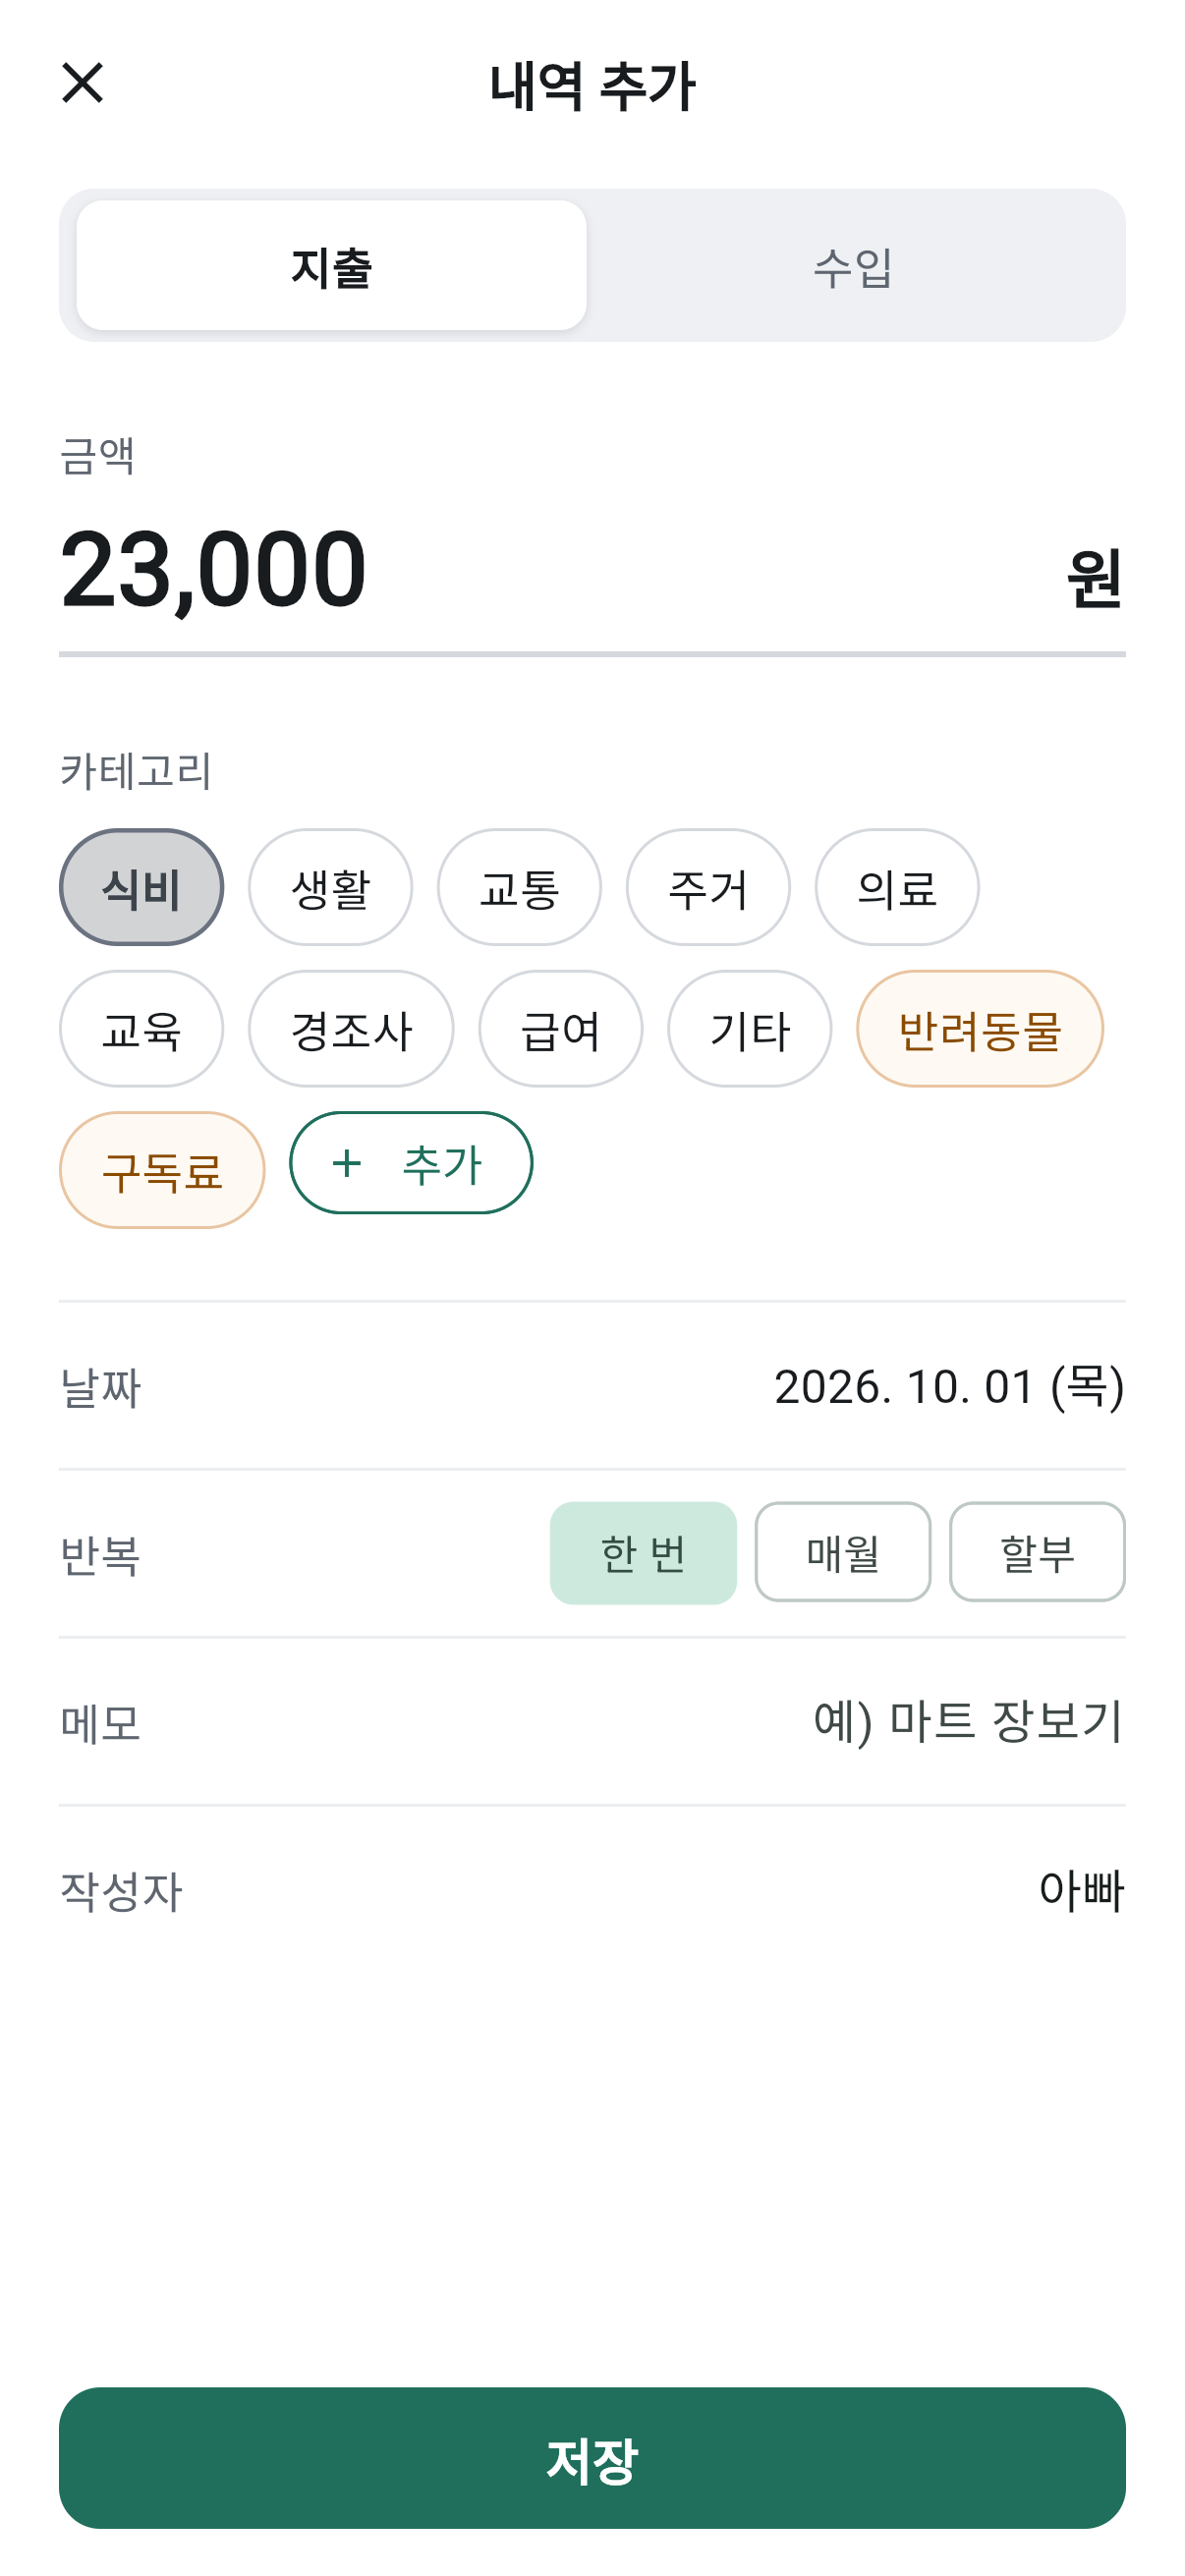 내역 추가
지출 수입
금액
23,000 원
카테고리
식비 생활 교통 주거 의료
교육 경조사 급여 기타 반려동물
구독료 + 추가
날짜 2026. 10. 01 (목)
반복 한 번 매월 할부
메모 예) 마트 장보기
작성자 아빠
저장